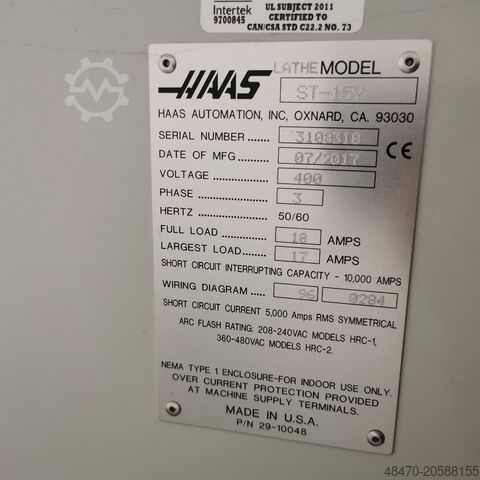 Intertek
9700845
UL SUBJECT 2011
CERTIFIED TO
CAN/CSA STD C22.2 NO. 73
HAAS LATHE MODEL
ST-15Y
HAAS AUTOMATION, INC, OXNARD, CA. 93030
SERIAL NUMBER ...... 3108318
DATE OF MFG .......... 07/2017 CE
VOLTAGE ................. 400
PHASE ..................... 3
HERTZ ..................... 50/60
FULL LOAD .............. 18 AMPS
LARGEST LOAD ....... 17 AMPS
SHORT CIRCUIT INTERRUPTING CAPACITY - 10,000 AMPS
WIRING DIAGRAM .... 96 0284
SHORT CIRCUIT CURRENT 5,000 Amps RMS SYMMETRICAL
ARC FLASH RATING: 208-240VAC MODELS HRC-1,
360-480VAC MODELS HRC-2.
NEMA TYPE 1 ENCLOSURE-FOR INDOOR USE ONLY.
OVER CURRENT PROTECTION PROVIDED
AT MACHINE SUPPLY TERMINALS.
MADE IN U.S.A.
P/N 29-10048
48470-20588155